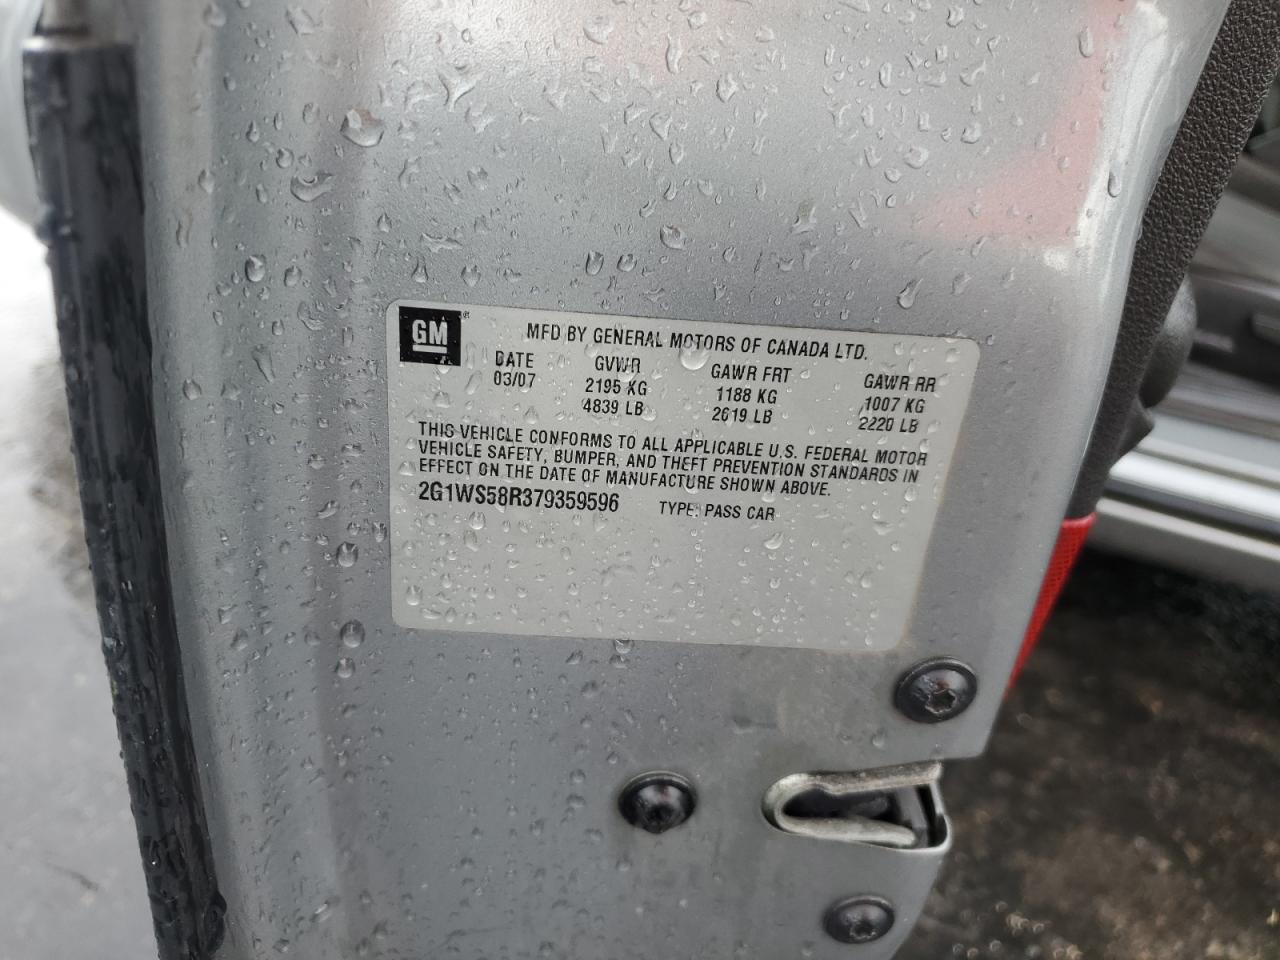 GM®
MFD BY GENERAL MOTORS OF CANADA LTD.
DATE GVWR GAWR FRT GAWR RR
03/07 2195 KG 1188 KG 1007 KG
4839 LB 2619 LB 2220 LB
THIS VEHICLE CONFORMS TO ALL APPLICABLE U.S. FEDERAL MOTOR
VEHICLE SAFETY, BUMPER, AND THEFT PREVENTION STANDARDS IN
EFFECT ON THE DATE OF MANUFACTURE SHOWN ABOVE.
2G1WS58R379359596 TYPE: PASS CAR